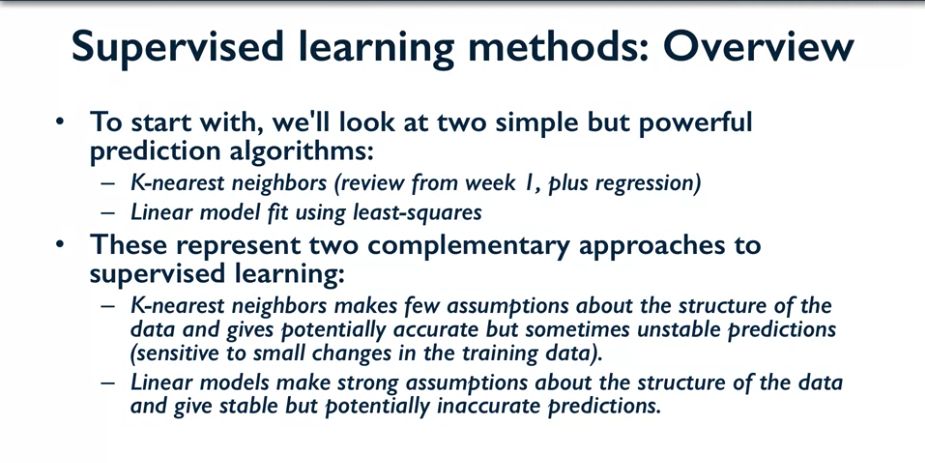 Supervised learning methods: Overview
• To start with, we'll look at two simple but powerful
prediction algorithms:
– K-nearest neighbors (review from week 1, plus regression)
– Linear model fit using least-squares
• These represent two complementary approaches to
supervised learning:
– K-nearest neighbors makes few assumptions about the structure of the
data and gives potentially accurate but sometimes unstable predictions
(sensitive to small changes in the training data).
– Linear models make strong assumptions about the structure of the data
and give stable but potentially inaccurate predictions.